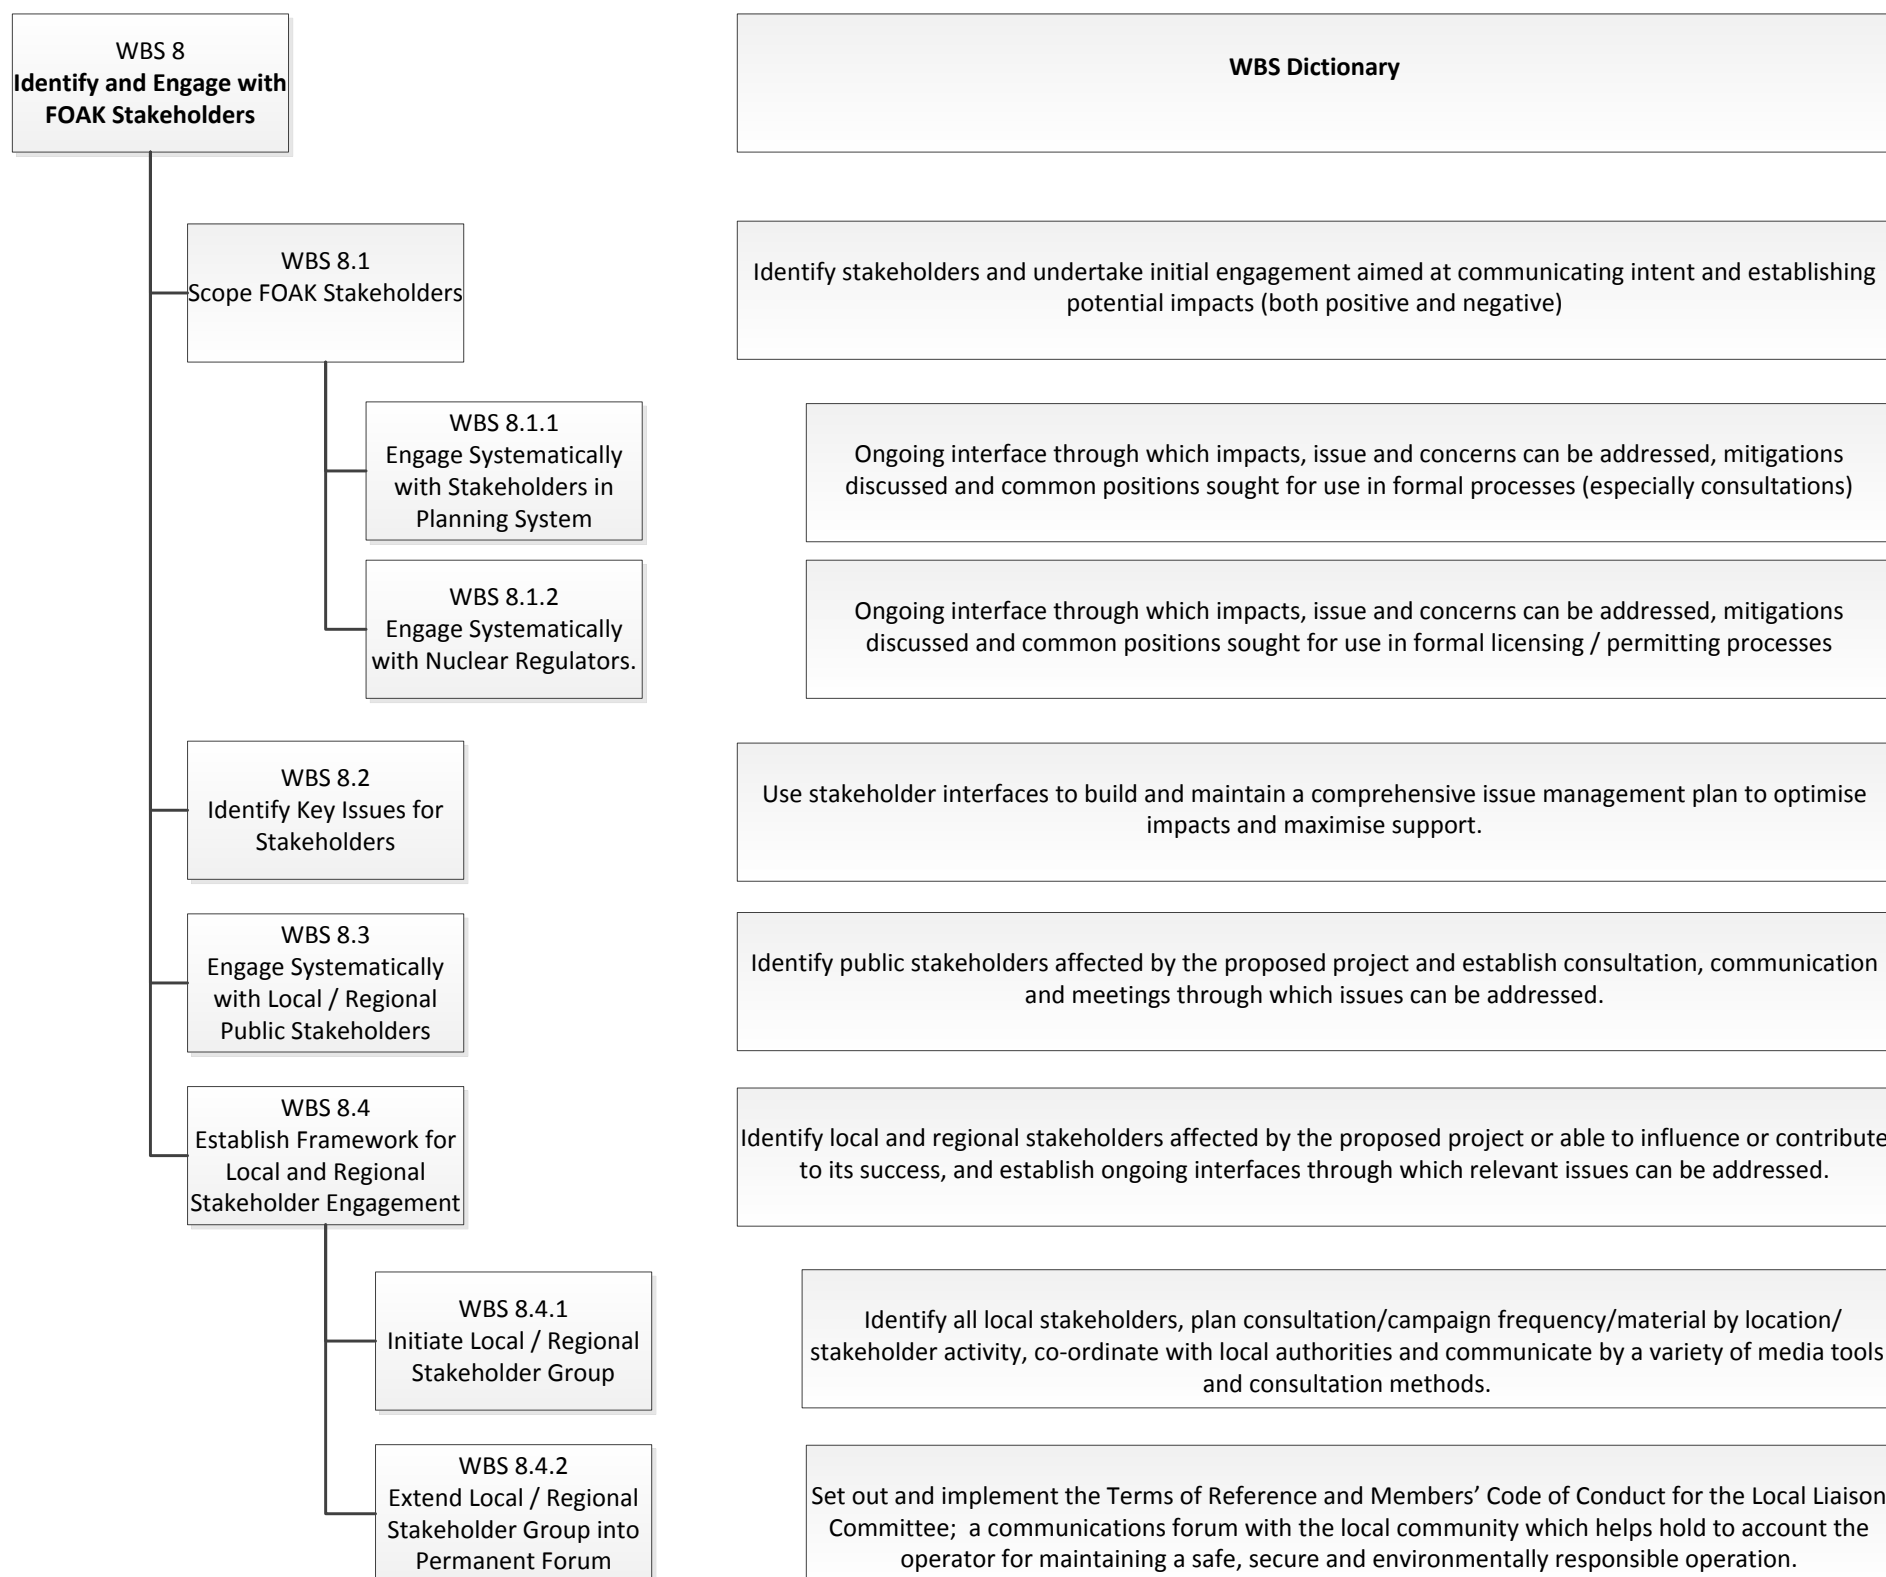 WBS 8
Identify and Engage with
FOAK Stakeholders
WBS Dictionary
WBS 8.1
Scope FOAK Stakeholders
Identify stakeholders and undertake initial engagement aimed at communicating intent and establishing
potential impacts (both positive and negative)
WBS 8.1.1
Engage Systematically
with Stakeholders in
Planning System
Ongoing interface through which impacts, issue and concerns can be addressed, mitigations
discussed and common positions sought for use in formal processes (especially consultations)
WBS 8.1.2
Engage Systematically
with Nuclear Regulators.
Ongoing interface through which impacts, issue and concerns can be addressed, mitigations
discussed and common positions sought for use in formal licensing / permitting processes
WBS 8.2
Identify Key Issues for
Stakeholders
Use stakeholder interfaces to build and maintain a comprehensive issue management plan to optimise
impacts and maximise support.
WBS 8.3
Engage Systematically
with Local / Regional
Public Stakeholders
Identify public stakeholders affected by the proposed project and establish consultation, communication
and meetings through which issues can be addressed.
WBS 8.4
Establish Framework for
Local and Regional
Stakeholder Engagement
Identify local and regional stakeholders affected by the proposed project or able to influence or contribute
to its success, and establish ongoing interfaces through which relevant issues can be addressed.
WBS 8.4.1
Initiate Local / Regional
Stakeholder Group
Identify all local stakeholders, plan consultation/campaign frequency/material by location/
stakeholder activity, co-ordinate with local authorities and communicate by a variety of media tools
and consultation methods.
WBS 8.4.2
Extend Local / Regional
Stakeholder Group into
Permanent Forum
Set out and implement the Terms of Reference and Members’ Code of Conduct for the Local Liaison
Committee;  a communications forum with the local community which helps hold to account the
operator for maintaining a safe, secure and environmentally responsible operation.